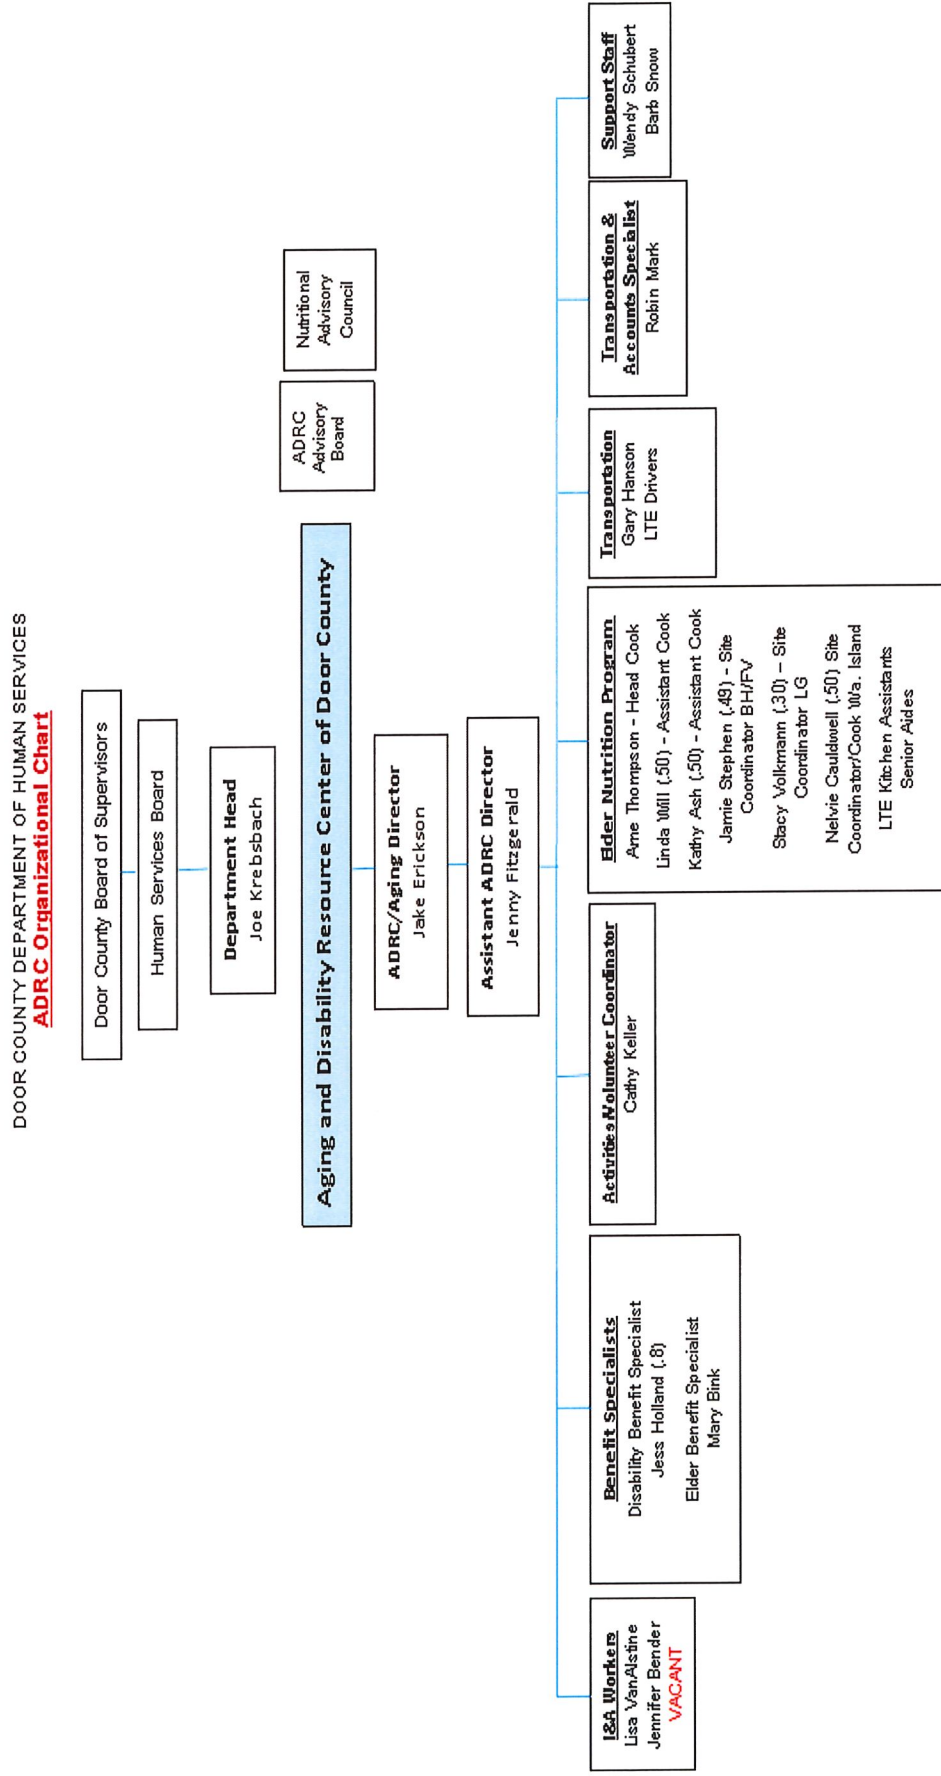 DOOR COUNTY DEPARTMENT OF HUMAN SERVICES
ADRC Organizational Chart
Door County Board of Supervisors
Human Services Board
Department Head
Joe Krebsbach
Aging and Disability Resource Center of Door County
ADRC
Advisory
Board
Nutritional
Advisory
Council
ADRC/Aging Director
Jake Erickson
Assistant ADRC Director
Jenny Fitzgerald
I&A Workers
Lisa VanAlstine
Jennifer Bender
VACANT
Benefit Specialists
Disability Benefit Specialist
Jess Holland (.8)
Elder Benefit Specialist
Mary Bink
Activities/Volunteer Coordinator
Cathy Keller
Elder Nutrition Program
Arne Thompson - Head Cook
Linda Will (.50) - Assistant Cook
Kathy Ash (.50) - Assistant Cook
Jamie Stephen (.49) - Site
Coordinator BH/FV
Stacy Volkmann (.30) – Site
Coordinator LG
Nelvie Cauldwell (.50) Site
Coordinator/Cook Wa. Island
LTE Kitchen Assistants
Senior Aides
Transportation
Gary Hanson
LTE Drivers
Transportation &
Accounts Specialist
Robin Mark
Support Staff
Wendy Schubert
Barb Snow